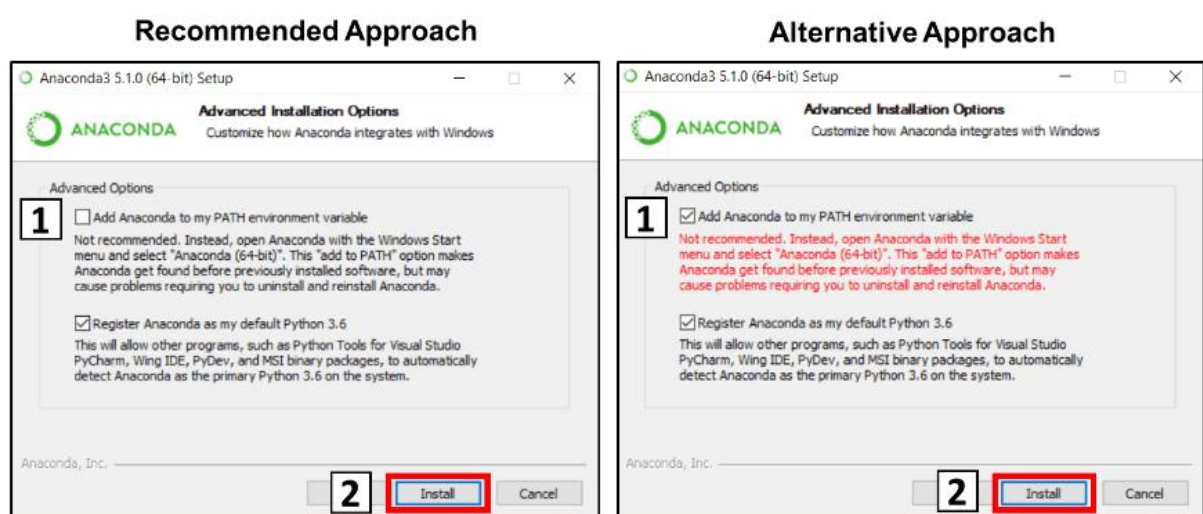 Recommended Approach
Anaconda3 5.1.0 (64-bit) Setup
ANACONDA
Advanced Installation Options
Customize how Anaconda integrates with Windows
Advanced Options
1
Add Anaconda to my PATH environment variable
Not recommended. Instead, open Anaconda with the Windows Start
menu and select "Anaconda (64-bit)". This "add to PATH" option makes
Anaconda get found before previously installed software, but may
cause problems requiring you to uninstall and reinstall Anaconda.
Register Anaconda as my default Python 3.6
This will allow other programs, such as Python Tools for Visual Studio
PyCharm, Wing IDE, PyDev, and MSI binary packages, to automatically
detect Anaconda as the primary Python 3.6 on the system.
Anaconda, Inc.
2
Install
Cancel
Alternative Approach
Anaconda3 5.1.0 (64-bit) Setup
ANACONDA
Advanced Installation Options
Customize how Anaconda integrates with Windows
Advanced Options
1
Add Anaconda to my PATH environment variable
Not recommended. Instead, open Anaconda with the Windows Start
menu and select "Anaconda (64-bit)". This "add to PATH" option makes
Anaconda get found before previously installed software, but may
cause problems requiring you to uninstall and reinstall Anaconda.
Register Anaconda as my default Python 3.6
This will allow other programs, such as Python Tools for Visual Studio
PyCharm, Wing IDE, PyDev, and MSI binary packages, to automatically
detect Anaconda as the primary Python 3.6 on the system.
Anaconda, Inc.
2
Install
Cancel